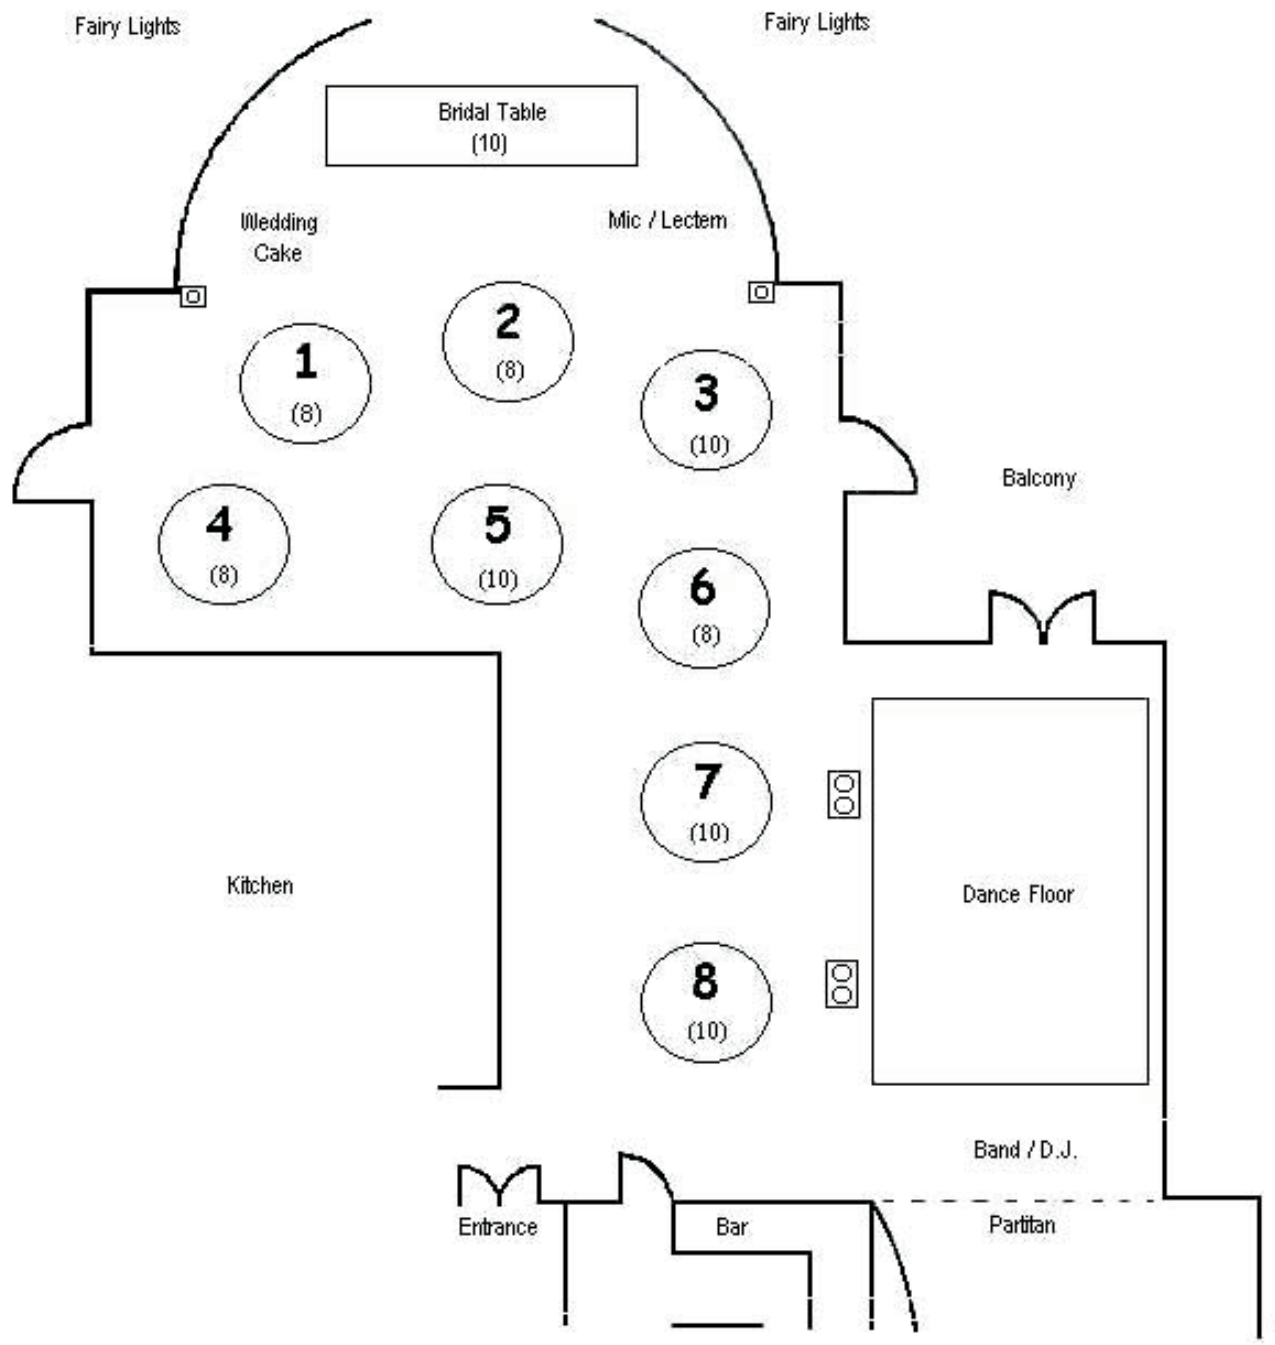 Fairy Lights
Fairy Lights
Bridal Table
(10)
Wedding
Cake
Mic / Lectern
1
(8)
2
(8)
3
(10)
4
(8)
5
(10)
6
(8)
Balcony
7
(10)
Kitchen
Dance Floor
8
(10)
Band / D.J.
Entrance
Bar
Partitan